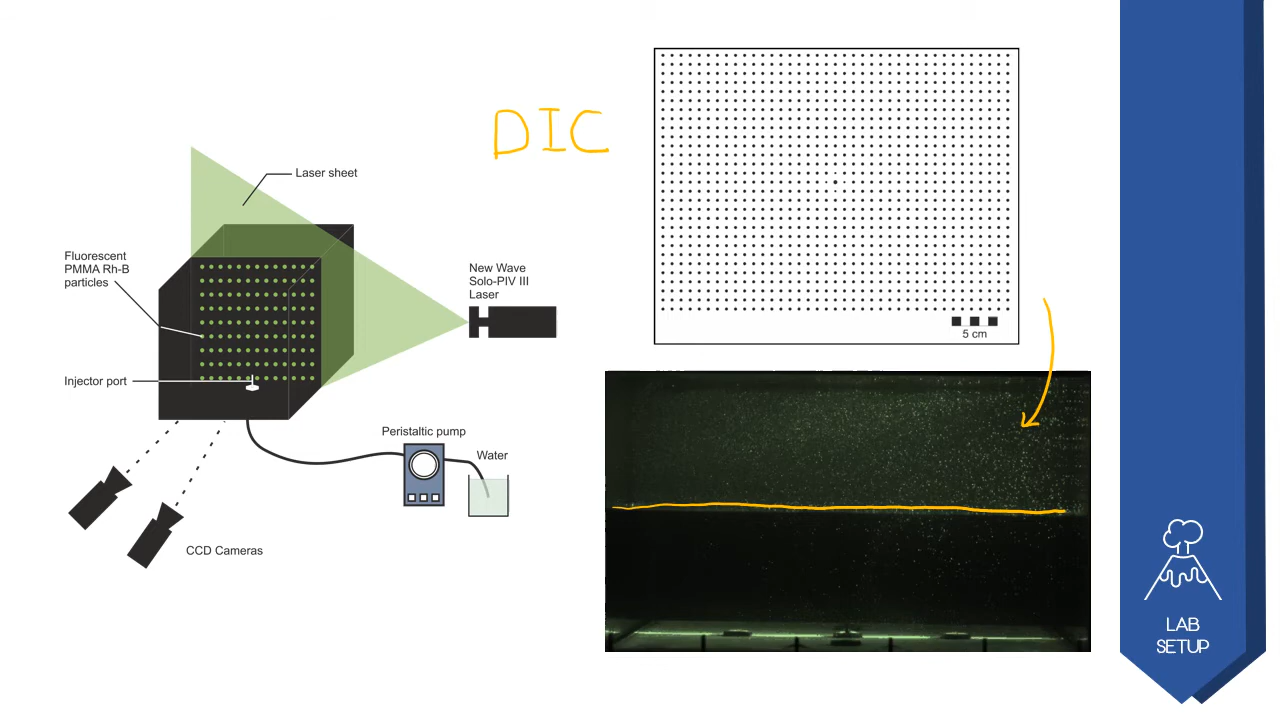 DIC
Laser sheet
Fluorescent
PMMA Rh-B
particles
New Wave
Solo-PIV III
Laser
Injector port
Peristaltic pump
Water
CCD Cameras
5 cm
LAB
SETUP